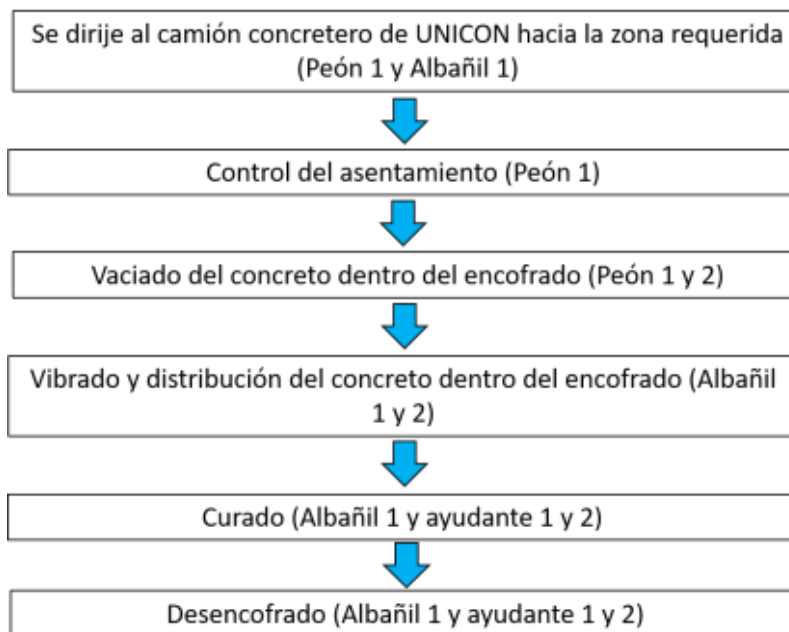 Se dirije al camión concretero de UNICON hacia la zona requerida
(Peón 1 y Albañil 1)
Control del asentamiento (Peón 1)
Vaciado del concreto dentro del encofrado (Peón 1 y 2)
Vibrado y distribución del concreto dentro del encofrado (Albañil
1 y 2)
Curado (Albañil 1 y ayudante 1 y 2)
Desencofrado (Albañil 1 y ayudante 1 y 2)